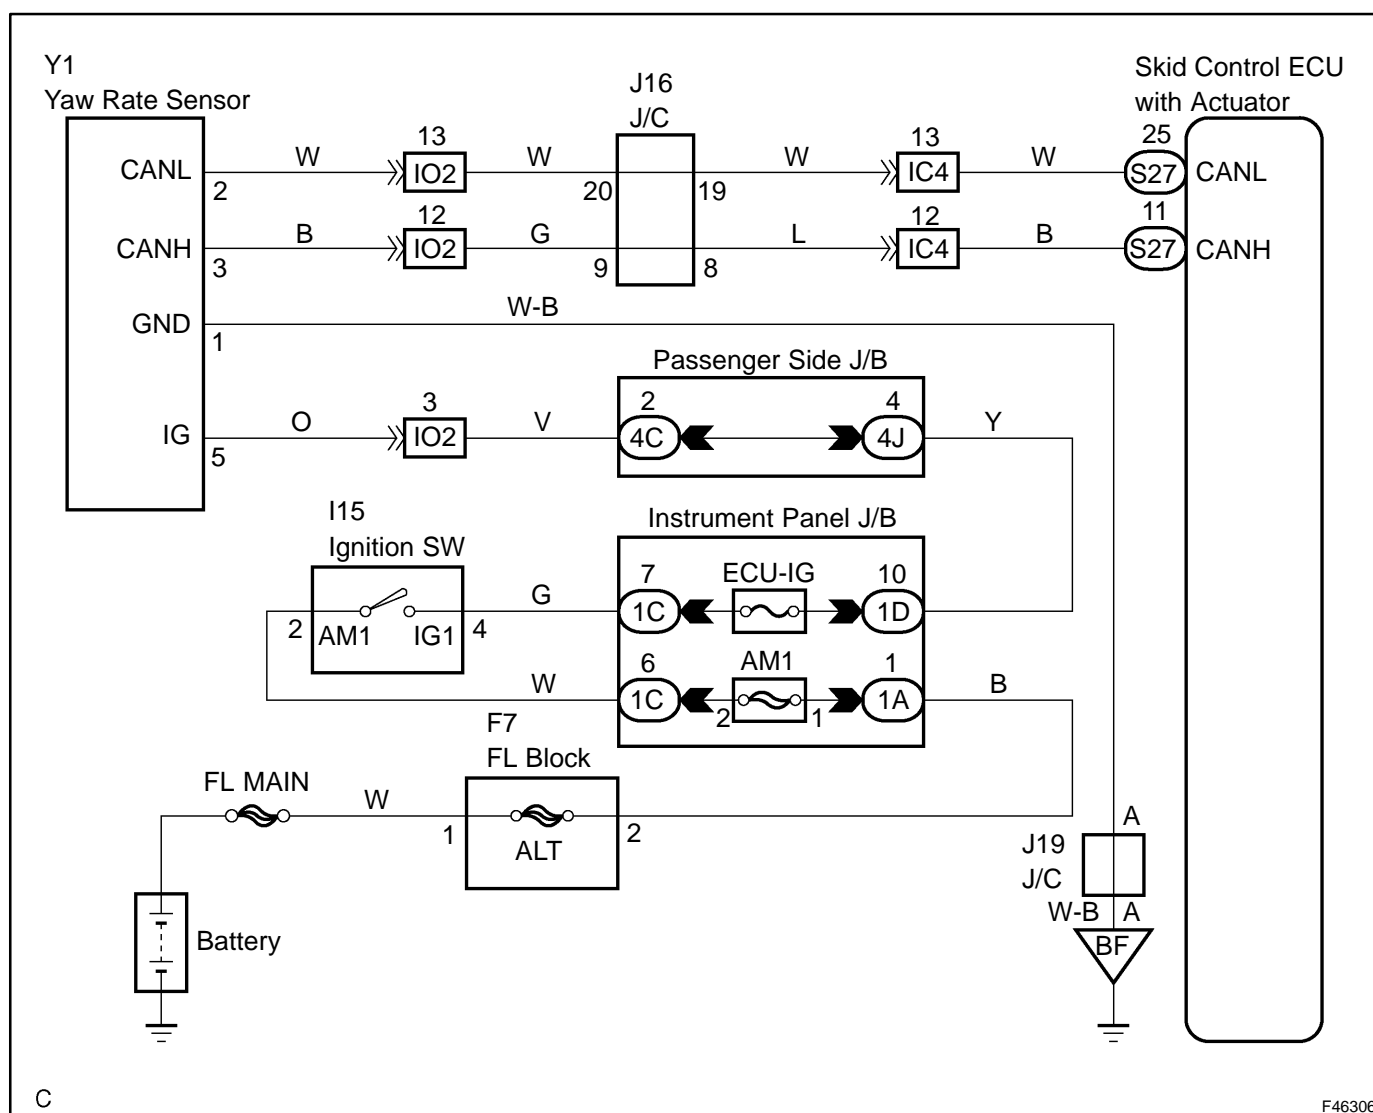 Y1
Yaw Rate Sensor
J16
J/C
Skid Control ECU
with Actuator
CANL
2
W
13
IO2
W
20
19
W
13
IC4
W
25
S27
CANL
CANH
3
B
12
IO2
G
9
8
L
12
IC4
B
11
S27
CANH
GND
1
W-B
Passenger Side J/B
IG
5
O
3
IO2
V
2
4C
4
4J
Y
I15
Ignition SW
Instrument Panel J/B
2
AM1
IG1
4
G
7
1C
ECU-IG
10
1D
W
6
1C
AM1
2
1
1
1A
B
F7
FL Block
FL MAIN
W
1
ALT
2
A
J19
J/C
W-B
A
BF
Battery
C
F46306